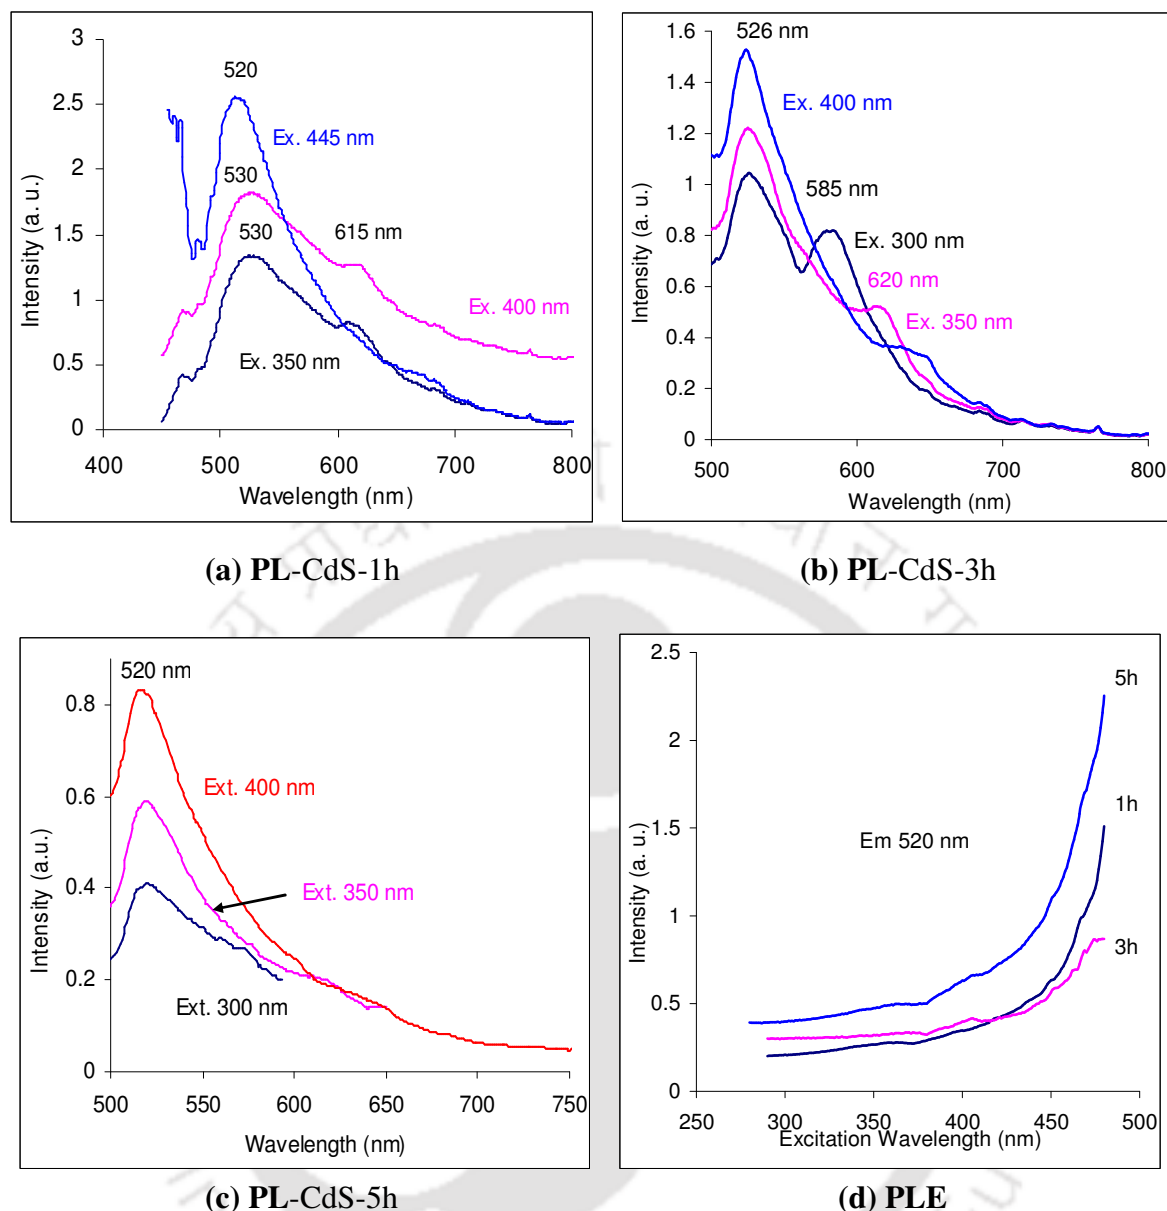 3
2.5
2
1.5
1
0.5
0
400
500
600
700
800
520
Ex. 445 nm
530
530
615 nm
Ex. 400 nm
Ex. 350 nm
Intensity (a. u.)
Wavelength (nm)
(a) PL-CdS-1h
1.6
1.4
1.2
1
0.8
0.6
0.4
0.2
0
500
600
700
800
526 nm
Ex. 400 nm
585 nm
Ex. 300 nm
620 nm
Ex. 350 nm
Intensity (a. u.)
Wavelength (nm)
(b) PL-CdS-3h
0.8
0.6
0.4
0.2
0
500
550
600
650
700
750
520 nm
Ext. 400 nm
Ext. 350 nm
Ext. 300 nm
Intensity (a.u.)
Wavelength (nm)
(c) PL-CdS-5h
2.5
2
1.5
1
0.5
0
250
300
350
400
450
500
5h
1h
3h
Em 520 nm
Intensity (a. u.)
Excitation Wavelength (nm)
(d) PLE